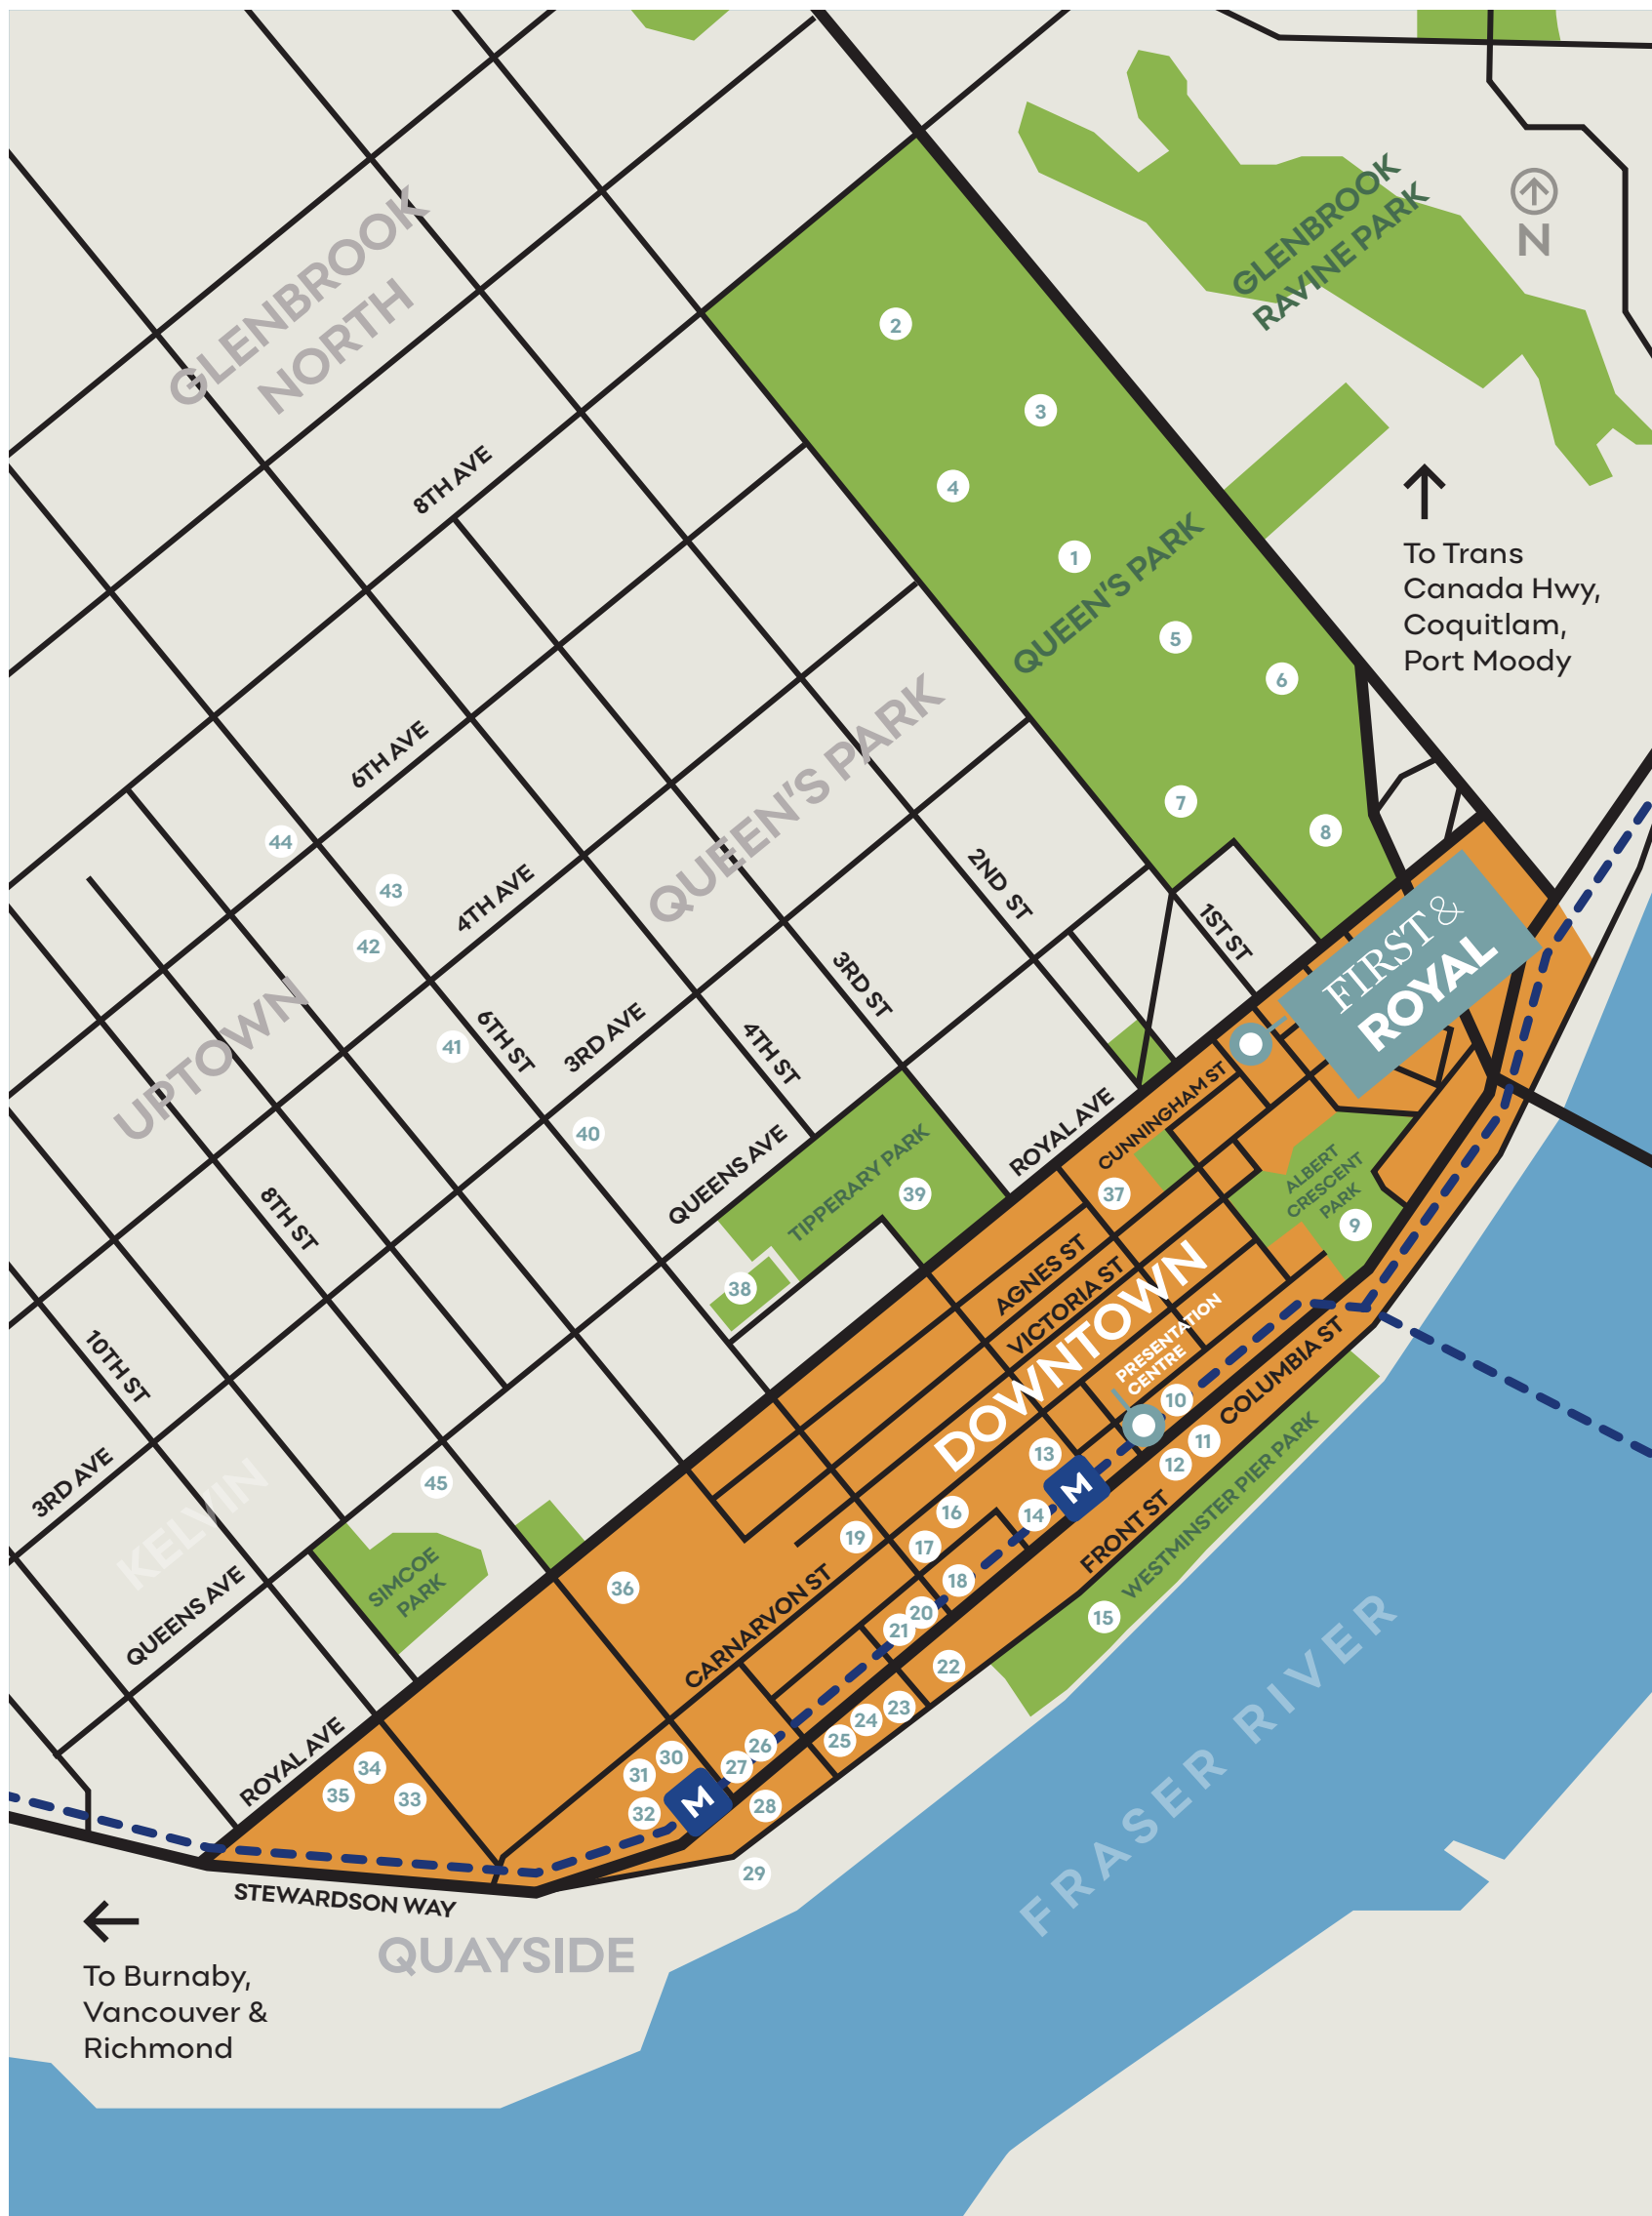 GLENBROOK
NORTH
GLENBROOK
RAVINE PARK
N
2
3
4
1
5
6
7
8
QUEEN'S PARK
To Trans
Canada Hwy,
Coquitlam,
Port Moody
8TH AVE
6TH AVE
QUEEN'S PARK
44
43
42
41
40
4TH AVE
3RD AVE
2ND ST
1ST ST
3RD ST
4TH ST
6TH ST
UPTOWN
8TH ST
10TH ST
FIRST &
ROYAL
QUEENS AVE
TIPPERARY PARK
39
38
ROYAL AVE
CUNNINGHAM ST
37
ALBERT
CRESCENT
PARK
9
AGNES ST
VICTORIA ST
DOWNTOWN
PRESENTATION
CENTRE
10
11
12
13
M
14
COLUMBIA ST
FRONT ST
WESTMINSTER PIER PARK
15
16
17
18
19
20
21
22
23
24
25
3RD AVE
KELVIN
45
QUEENS AVE
SIMCOE
PARK
36
CARNARVON ST
26
27
28
29
30
31
32
M
ROYAL AVE
34
35
33
STEWARDSON WAY
FRASER RIVER
QUAYSIDE
To Burnaby,
Vancouver &
Richmond